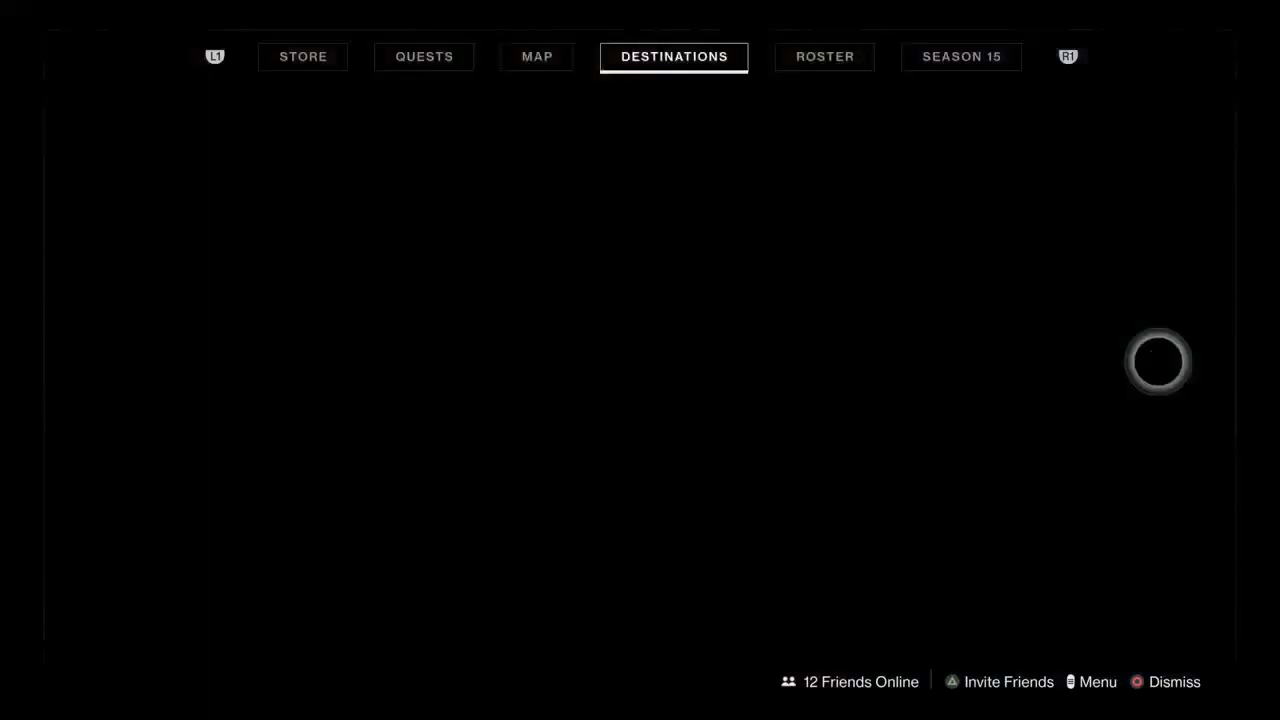 L1 STORE QUESTS MAP DESTINATIONS ROSTER SEASON 15 R1
12 Friends Online Invite Friends Menu Dismiss